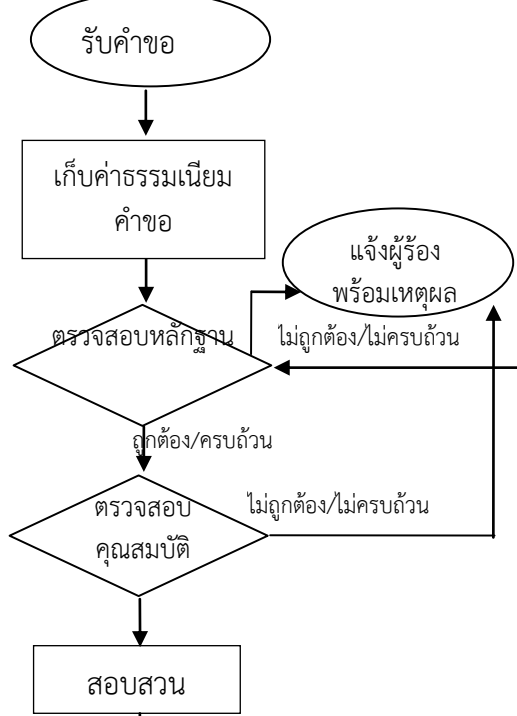 รับคำขอ
เก็บค่าธรรมเนียม
คำขอ
แจ้งผู้ร้อง
พร้อมเหตุผล
ตรวจสอบหลักฐาน
ไม่ถูกต้อง/ไม่ครบถ้วน
ถูกต้อง/ครบถ้วน
ตรวจสอบ
คุณสมบัติ
ไม่ถูกต้อง/ไม่ครบถ้วน
สอบสวน